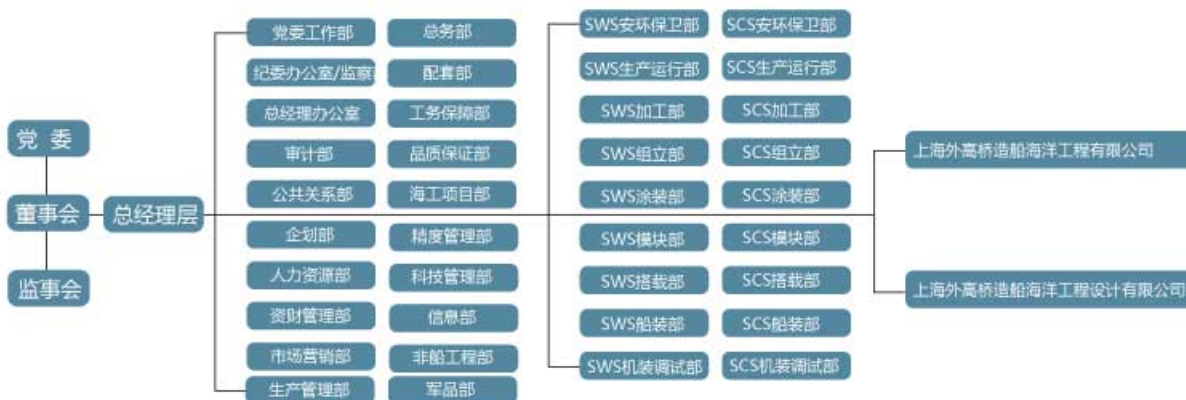 党 委
董事会
监事会
总经理层
党委工作部
总务部
纪委办公室/监察
配套部
总经理办公室
工务保障部
审计部
品质保证部
公共关系部
海工项目部
企划部
精度管理部
人力资源部
科技管理部
资财管理部
信息部
市场营销部
非船工程部
生产管理部
军品部
SWS安环保卫部
SCS安环保卫部
SWS生产运行部
SCS生产运行部
SWS加工部
SCS加工部
SWS组立部
SCS组立部
SWS涂装部
SCS涂装部
SWS模块部
SCS模块部
SWS搭载部
SCS搭载部
SWS船装部
SCS船装部
SWS机装调试部
SCS机装调试部
上海外高桥造船海洋工程有限公司
上海外高桥造船海洋工程设计有限公司